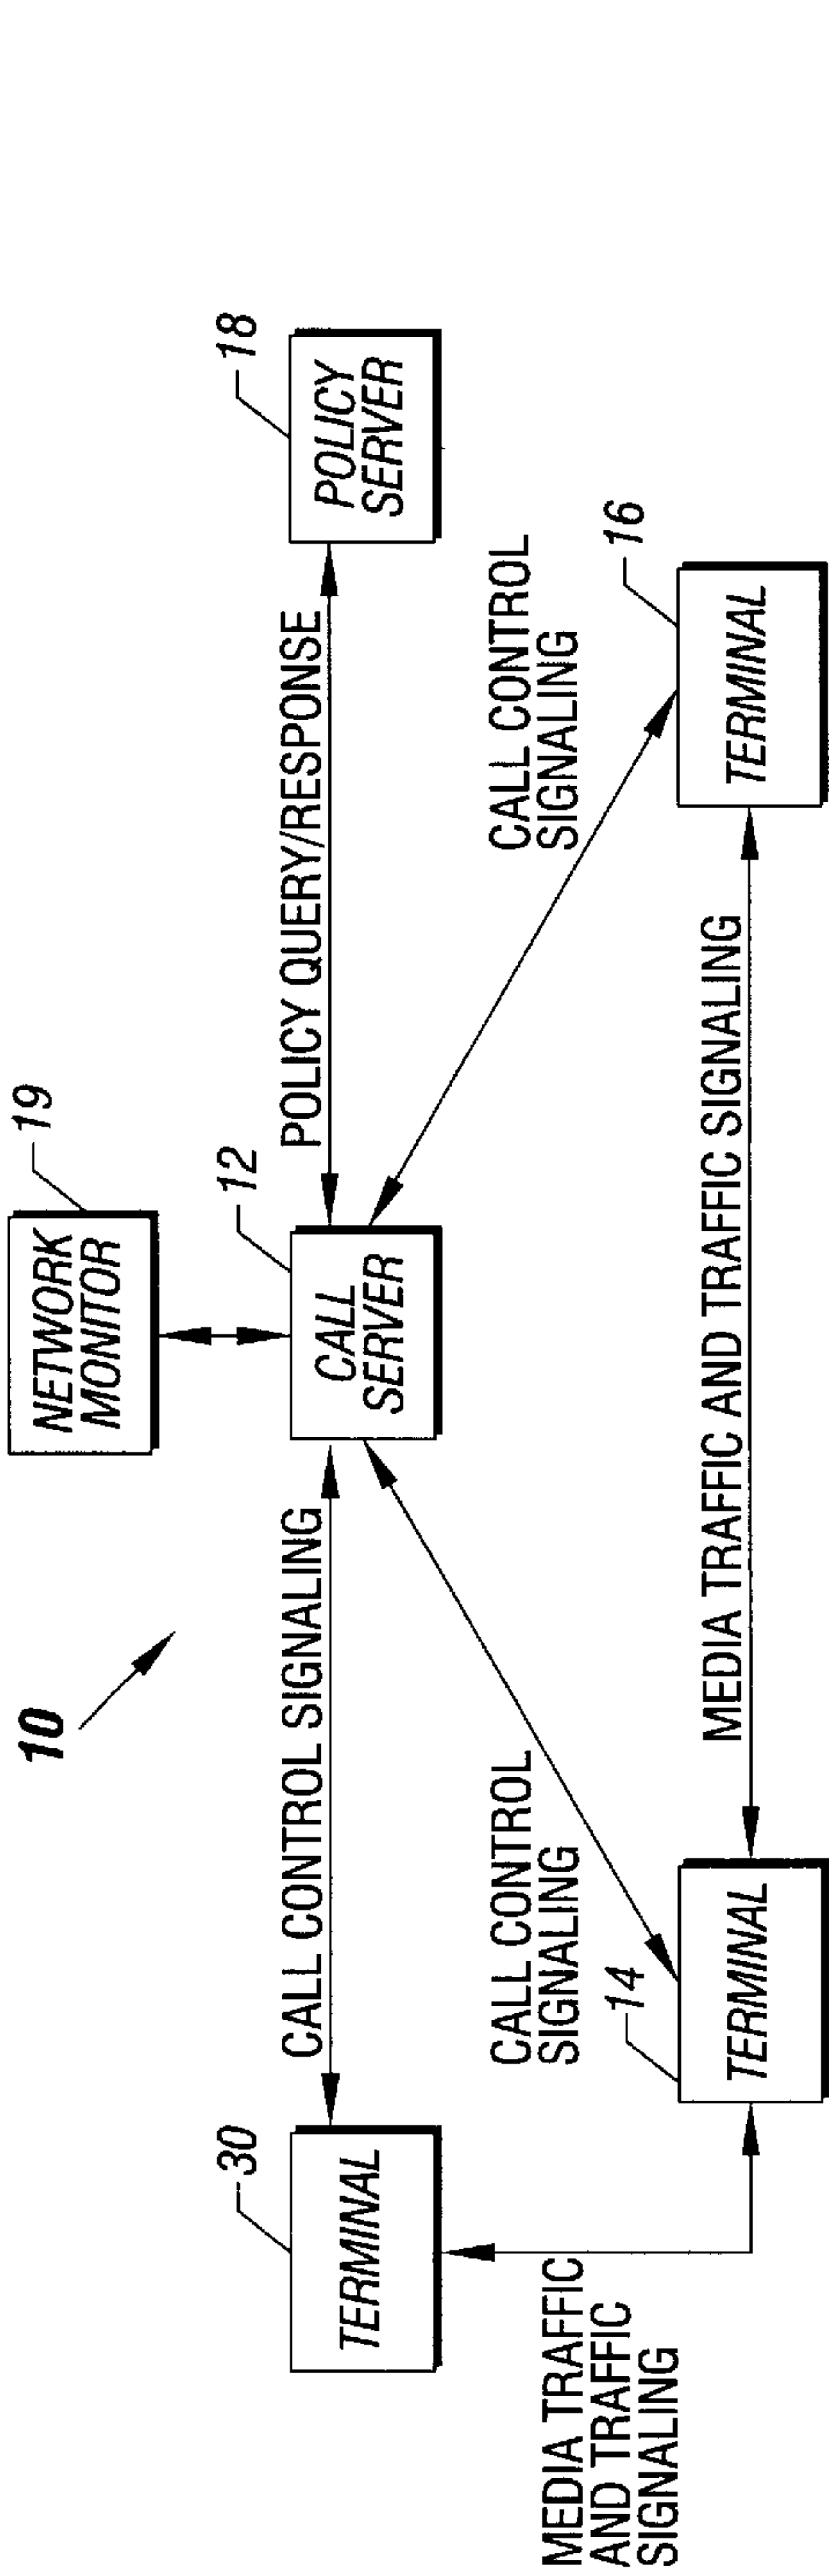 10
NETWORK
MONITOR
19
30
TERMINAL
CALL CONTROL SIGNALING
12
CALL
SERVER
POLICY QUERY/RESPONSE
18
POLICY
SERVER
CALL CONTROL
SIGNALING
CALL CONTROL
SIGNALING
MEDIA TRAFFIC
AND TRAFFIC
SIGNALING
14
TERMINAL
MEDIA TRAFFIC AND TRAFFIC SIGNALING
16
TERMINAL